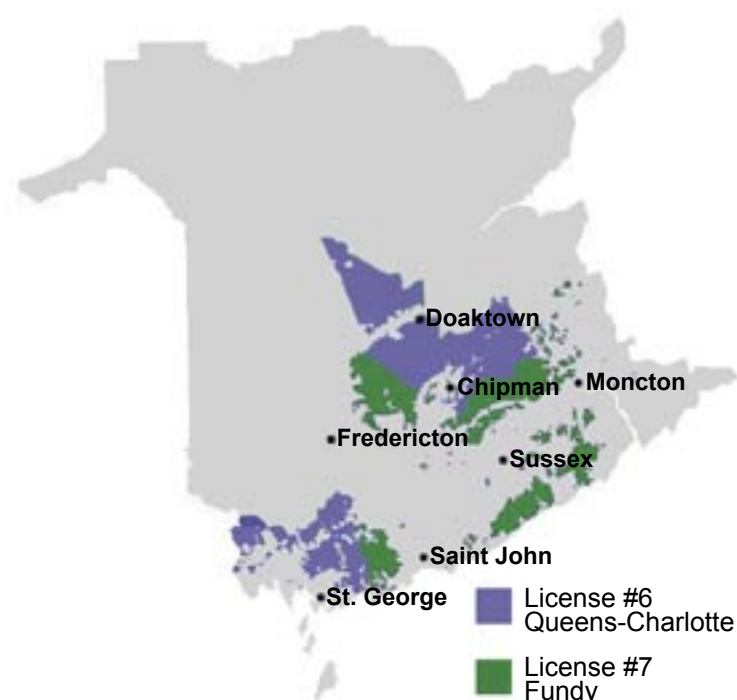 Doaktown
Chipman
Moncton
Fredericton
Sussex
Saint John
St. George
License #6
Queens-Charlotte
License #7
Fundy